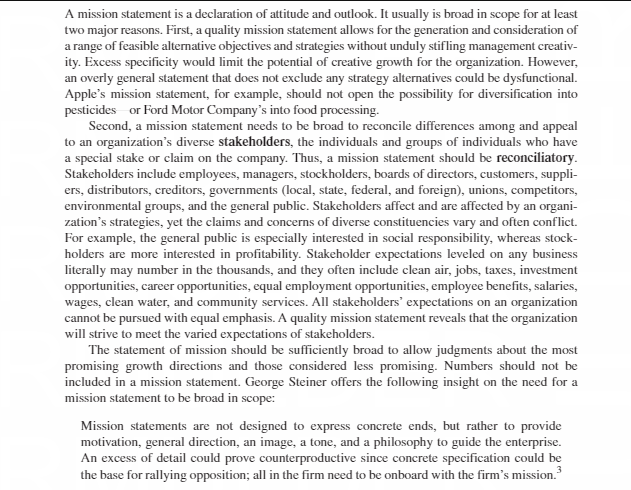 A mission statement is a declaration of attitude and outlook. It usually is broad in scope for at least
two major reasons. First, a quality mission statement allows for the generation and consideration of
a range of feasible alternative objectives and strategies without unduly stifling management creativ-
ity. Excess specificity would limit the potential of creative growth for the organization. However,
an overly general statement that does not exclude any strategy alternatives could be dysfunctional.
Apple's mission statement, for example, should not open the possibility for diversification into
pesticides—or Ford Motor Company's into food processing.
Second, a mission statement needs to be broad to reconcile differences among and appeal
to an organization's diverse stakeholders, the individuals and groups of individuals who have
a special stake or claim on the company. Thus, a mission statement should be reconciliatory.
Stakeholders include employees, managers, stockholders, boards of directors, customers, suppli-
ers, distributors, creditors, governments (local, state, federal, and foreign), unions, competitors,
environmental groups, and the general public. Stakeholders affect and are affected by an organi-
zation's strategies, yet the claims and concerns of diverse constituencies vary and often conflict.
For example, the general public is especially interested in social responsibility, whereas stock-
holders are more interested in profitability. Stakeholder expectations leveled on any business
literally may number in the thousands, and they often include clean air, jobs, taxes, investment
opportunities, career opportunities, equal employment opportunities, employee benefits, salaries,
wages, clean water, and community services. All stakeholders' expectations on an organization
cannot be pursued with equal emphasis. A quality mission statement reveals that the organization
will strive to meet the varied expectations of stakeholders.
The statement of mission should be sufficiently broad to allow judgments about the most
promising growth directions and those considered less promising. Numbers should not be
included in a mission statement. George Steiner offers the following insight on the need for a
mission statement to be broad in scope:
Mission statements are not designed to express concrete ends, but rather to provide
motivation, general direction, an image, a tone, and a philosophy to guide the enterprise.
An excess of detail could prove counterproductive since concrete specification could be
the base for rallying opposition; all in the firm need to be onboard with the firm's mission.3